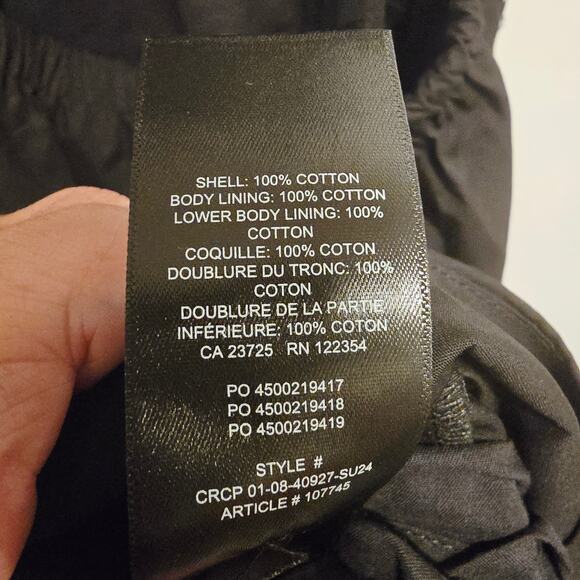 SHELL: 100% COTTON
BODY LINING: 100% COTTON
LOWER BODY LINING: 100%
COTTON
COQUILLE: 100% COTON
DOUBLURE DU TRONC: 100%
COTON
DOUBLURE DE LA PARTIE
INFÉRIEURE: 100% COTON
CA 23725 RN 122354
PO 4500219417
PO 4500219418
PO 4500219419
STYLE #
CRCP 01-08-40927-SU24
ARTICLE # 107745